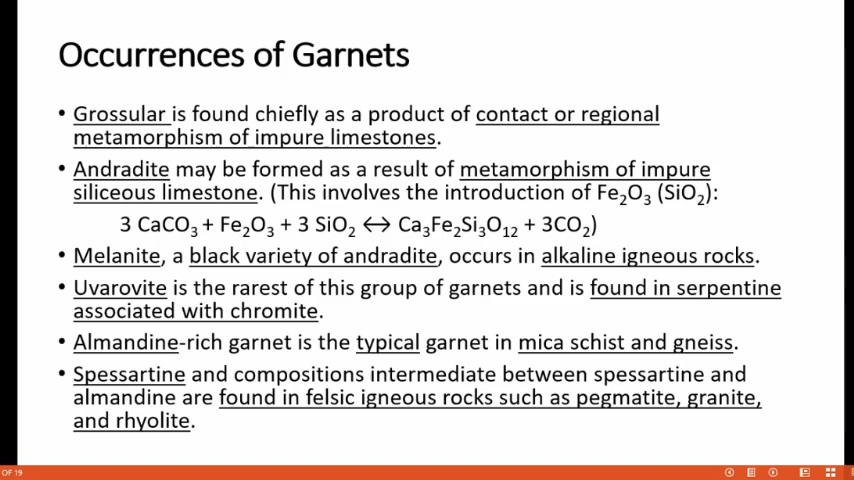 Occurrences of Garnets
• Grossular is found chiefly as a product of contact or regional
metamorphism of impure limestones.
• Andradite may be formed as a result of metamorphism of impure
siliceous limestone. (This involves the introduction of Fe₂O₃ (SiO₂):
3 CaCO₃ + Fe₂O₃ + 3 SiO₂ ↔ Ca₃Fe₂Si₃O₁₂ + 3CO₂)
• Melanite, a black variety of andradite, occurs in alkaline igneous rocks.
• Uvarovite is the rarest of this group of garnets and is found in serpentine
associated with chromite.
• Almandine-rich garnet is the typical garnet in mica schist and gneiss.
• Spessartine and compositions intermediate between spessartine and
almandine are found in felsic igneous rocks such as pegmatite, granite,
and rhyolite.
OF 19